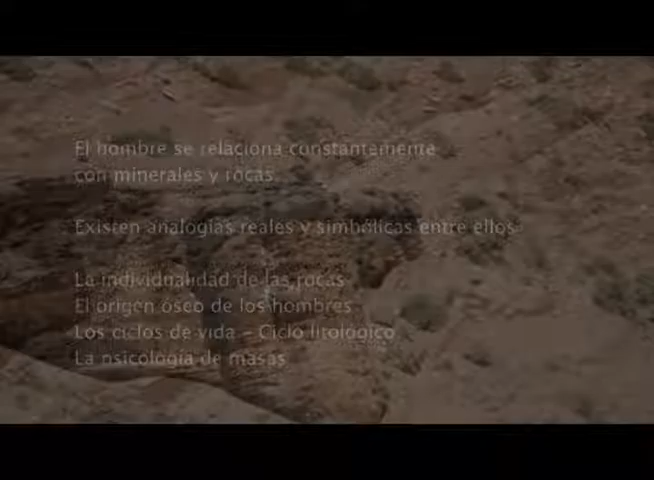 El hombre se relaciona constantemente
con minerales y rocas.
Existen analogías reales y simbólicas entre ellos
La individualidad de las rocas
El origen óseo de los hombres
Los ciclos de vida – Ciclo litológico
La psicología de masas